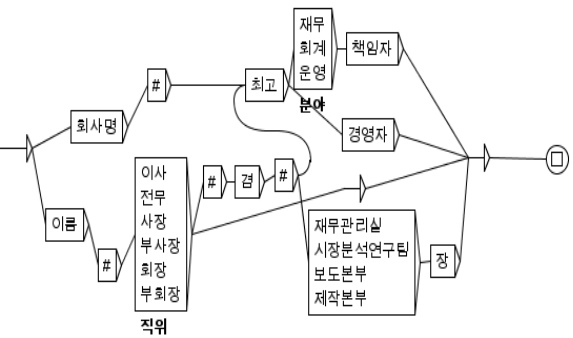 재무
회계
운영
분야
책임자
#
최고
회사명
경영자
이름
#
이사
전무
사장
부사장
회장
부회장
직위
#
겸
#
재무관리실
시장분석연구팀
보도본부
제작본부
장